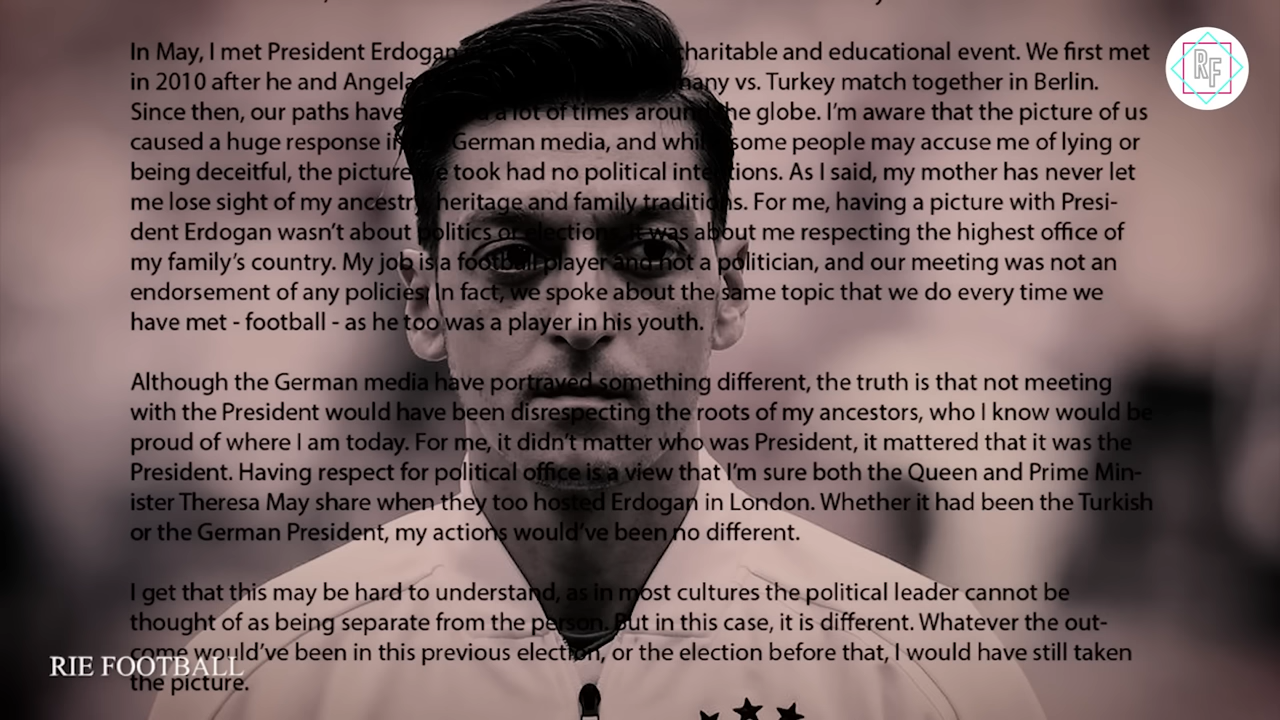 In May, I met President Erdogan charitable and educational event. We first met
in 2010 after he and Angela many vs. Turkey match together in Berlin.
Since then, our paths have a lot of times around the globe. I'm aware that the picture of us
caused a huge response in German media, and while some people may accuse me of lying or
being deceitful, the picture we took had no political intentions. As I said, my mother has never let
me lose sight of my ancestry, heritage and family traditions. For me, having a picture with Presi-
dent Erdogan wasn't about politics or elections, it was about me respecting the highest office of
my family's country. My job is a football player and not a politician, and our meeting was not an
endorsement of any policies. In fact, we spoke about the same topic that we do every time we
have met - football - as he too was a player in his youth.
Although the German media have portrayed something different, the truth is that not meeting
with the President would have been disrespecting the roots of my ancestors, who I know would be
proud of where I am today. For me, it didn't matter who was President, it mattered that it was the
President. Having respect for political office is a view that I'm sure both the Queen and Prime Min-
ister Theresa May share when they too hosted Erdogan in London. Whether it had been the Turkish
or the German President, my actions would've been no different.
I get that this may be hard to understand, as in most cultures the political leader cannot be
thought of as being separate from the person. But in this case, it is different. Whatever the out-
come would've been in this previous election, or the election before that, I would have still taken
the picture.
RIE FOOTBALL
RF